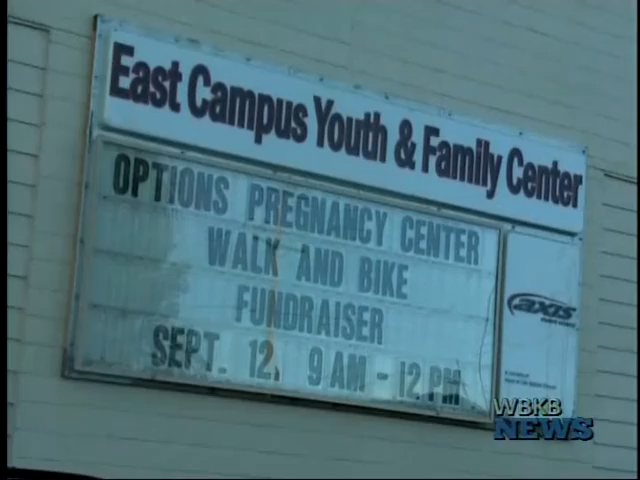 East Campus Youth & Family Center
OPTIONS PREGNANCY CENTER
WALK AND BIKE
FUNDRAISER
SEPT. 12, 9 AM - 12 PM
axis
WBKB
NEWS